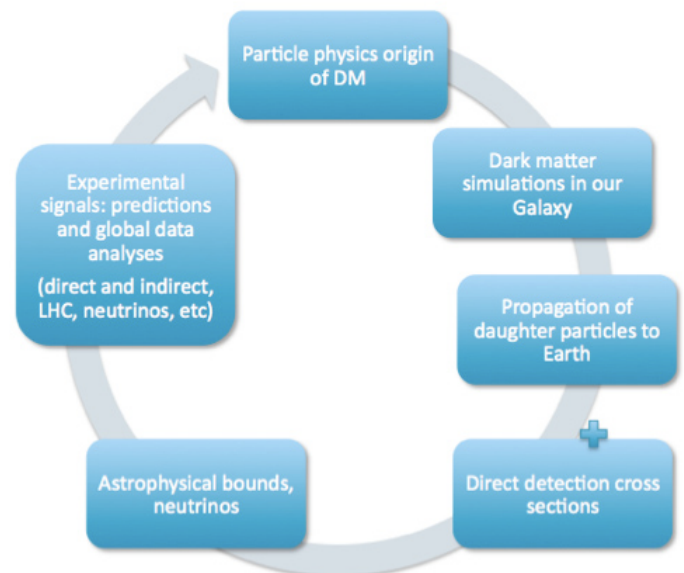 Particle physics origin
of DM
Dark matter
simulations in our
Galaxy
Propagation of
daughter particles to
Earth
Direct detection cross
sections
Astrophysical bounds,
neutrinos
Experimental
signals: predictions
and global data
analyses
(direct and indirect,
LHC, neutrinos, etc)